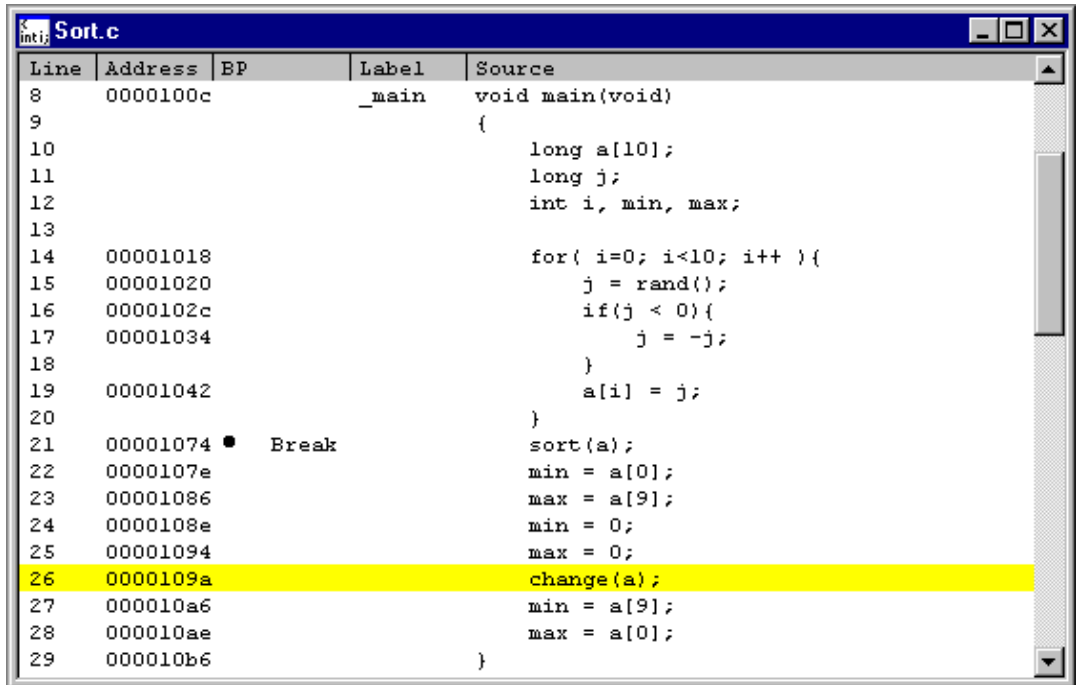 int i; Sort.c
Line Address BP Label Source
8 0000100c _main void main(void)
9 {
10 long a[10];
11 long j;
12 int i, min, max;
13
14 00001018 for( i=0; i<10; i++ ){
15 00001020 j = rand();
16 0000102c if(j < 0){
17 00001034 j = -j;
18 }
19 00001042 a[i] = j;
20 }
21 00001074 ● Break sort(a);
22 0000107e min = a[0];
23 00001086 max = a[9];
24 0000108e min = 0;
25 00001094 max = 0;
26 0000109a change(a);
27 000010a6 min = a[9];
28 000010ae max = a[0];
29 000010b6 }